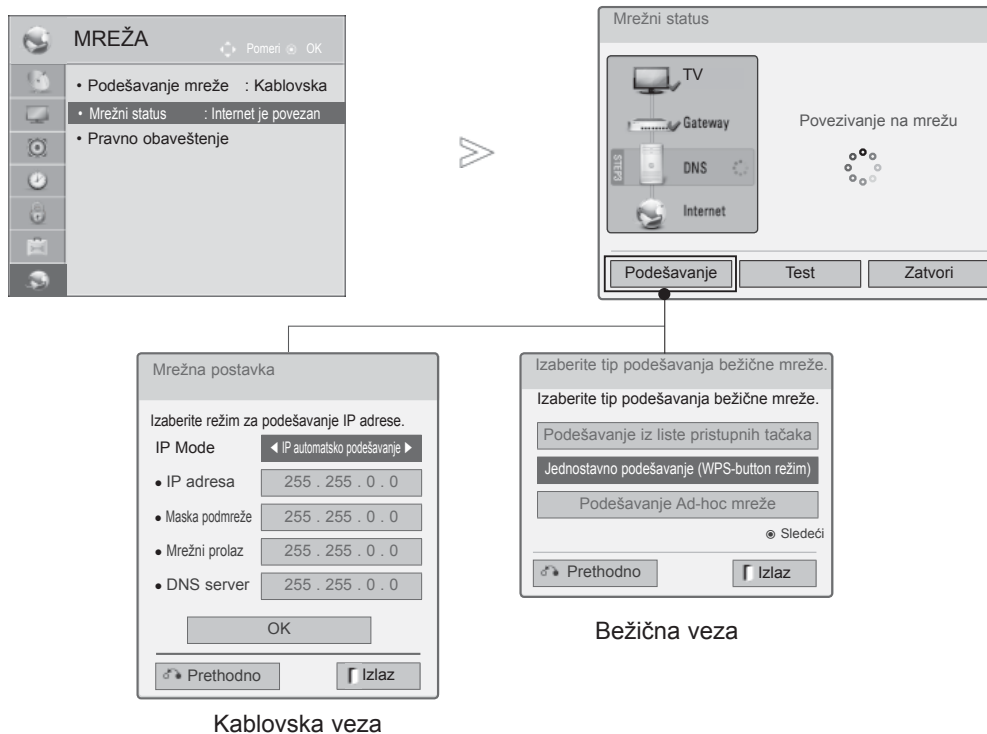 MREŽA
Pomeri OK
• Podešavanje mreže : Kablovska
• Mrežni status : Internet je povezan
• Pravno obaveštenje
Mrežni status
TV
Gateway
STEP3
DNS
Internet
Povezivanje na mrežu
Podešavanje
Test
Zatvori
Mrežna postavka
Izaberite režim za podešavanje IP adrese.
IP Mode ◀ IP automatsko podešavanje ▶
• IP adresa 255 . 255 . 0 . 0
• Maska podmreže 255 . 255 . 0 . 0
• Mrežni prolaz 255 . 255 . 0 . 0
• DNS server 255 . 255 . 0 . 0
OK
Prethodno
Izlaz
Kablovska veza
Izaberite tip podešavanja bežične mreže.
Izaberite tip podešavanja bežične mreže.
Podešavanje iz liste pristupnih tačaka
Jednostavno podešavanje (WPS-button režim)
Podešavanje Ad-hoc mreže
Sledeći
Prethodno
Izlaz
Bežična veza